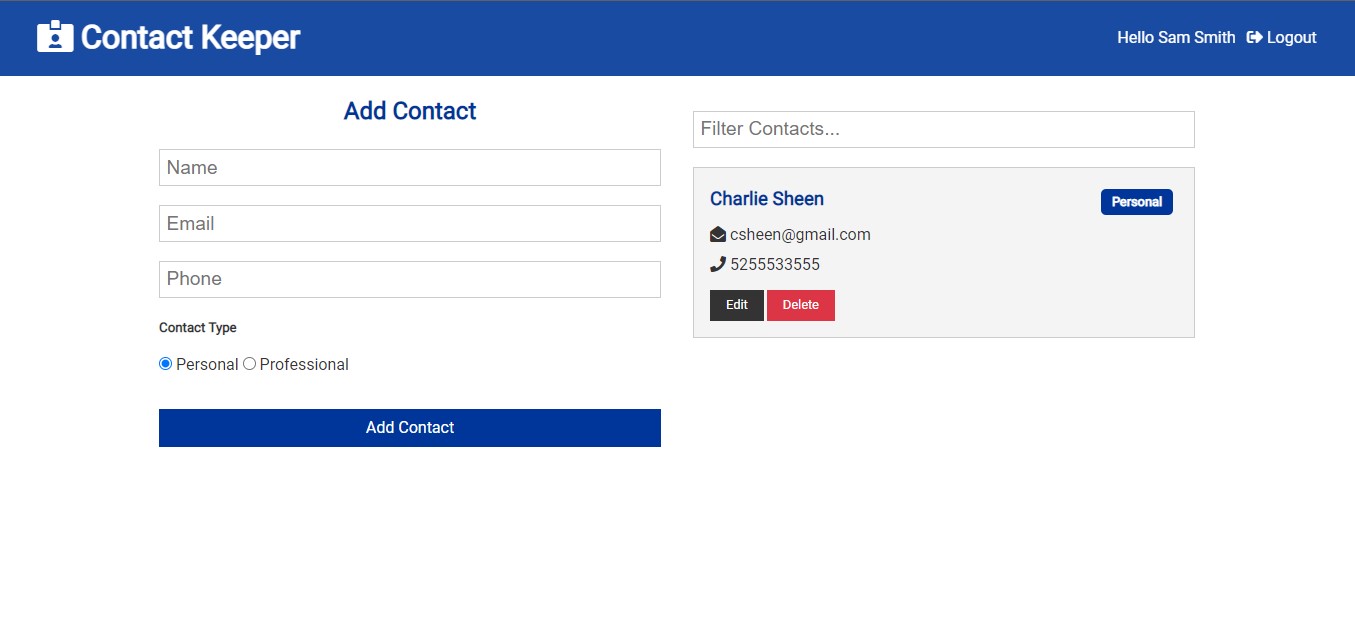 Contact Keeper
Hello Sam Smith Logout
Add Contact
Name
Email
Phone
Contact Type
Personal Professional
Add Contact
Filter Contacts...
Charlie Sheen
Personal
csheen@gmail.com
5255533555
Edit Delete